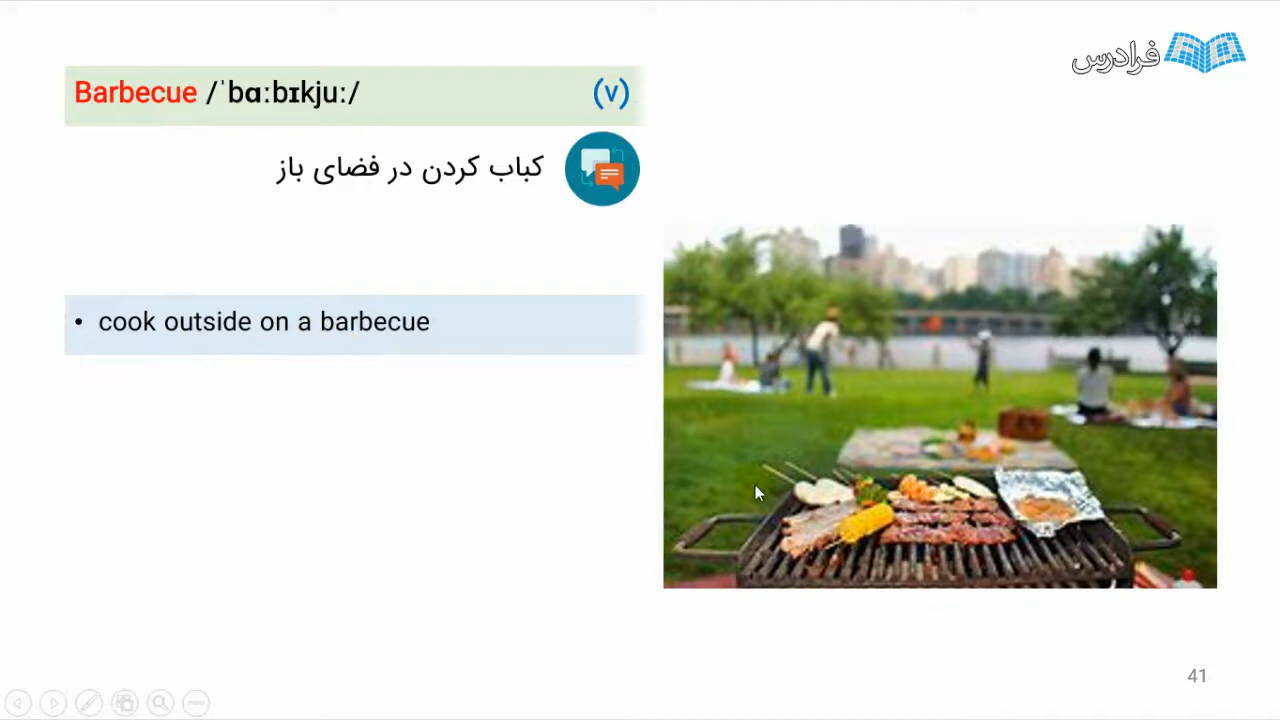 فرادرس
Barbecue /ˈbɑːbɪkjuː/ (v)
کباب کردن در فضای باز
• cook outside on a barbecue
41